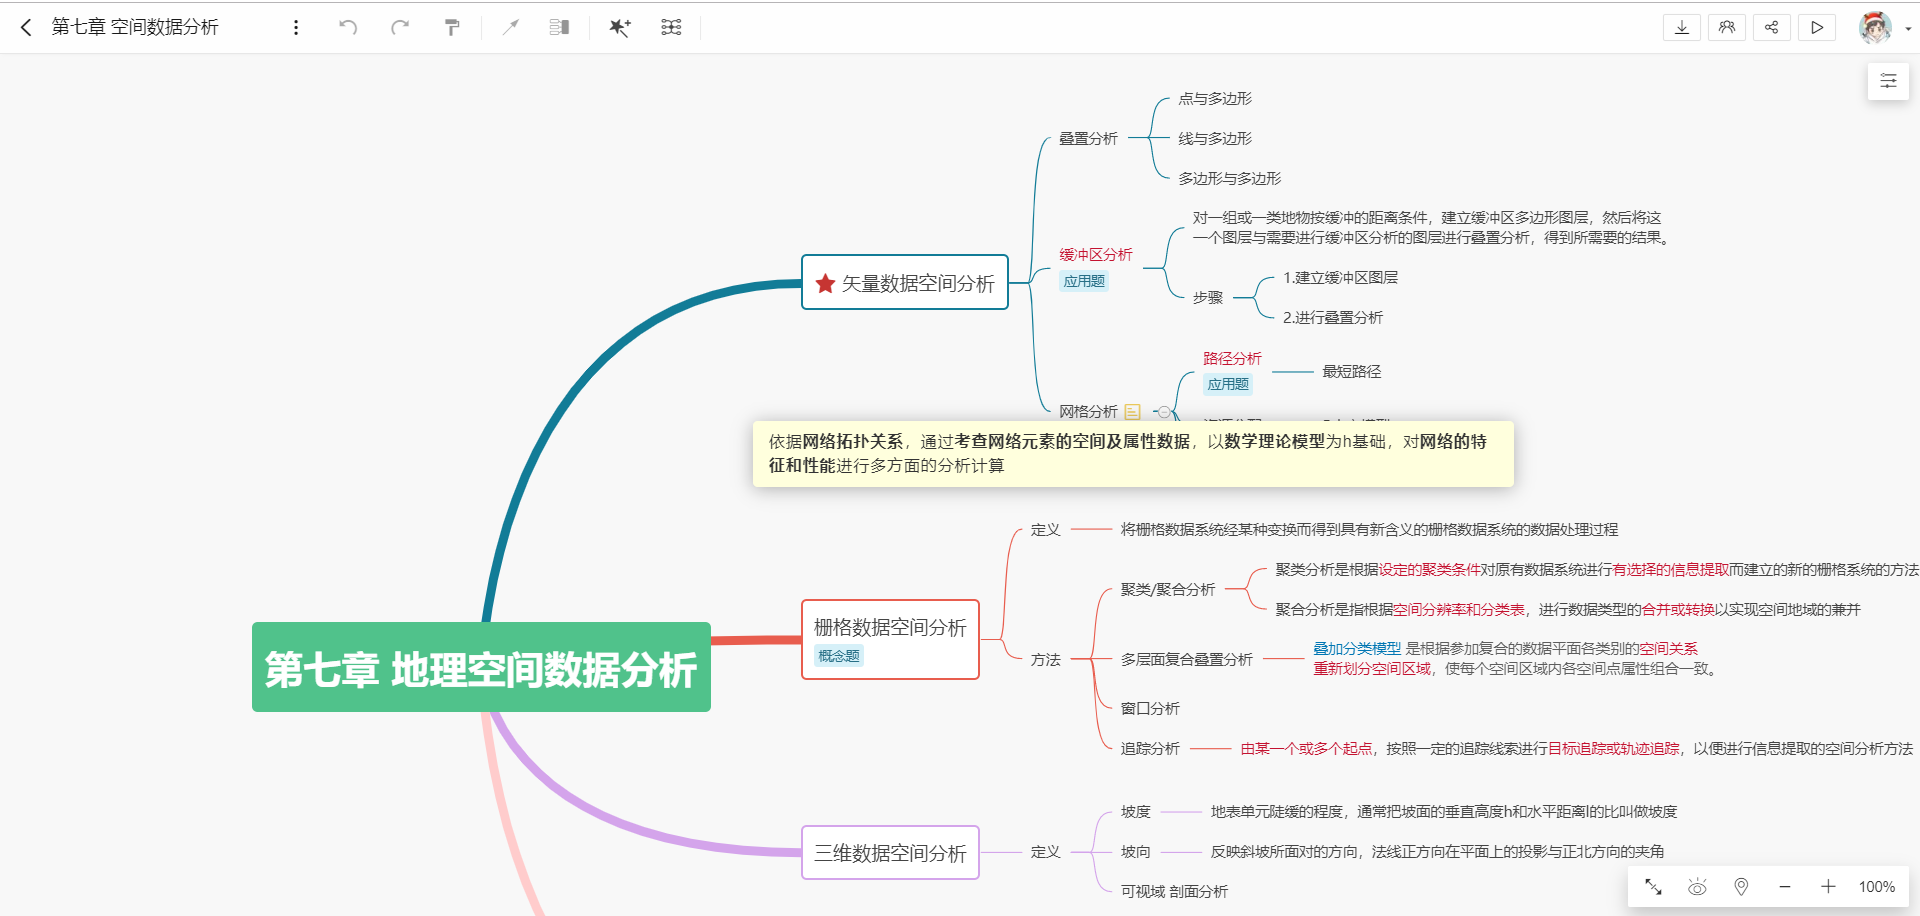 第七章 空间数据分析
点与多边形
叠置分析
线与多边形
多边形与多边形
对一组或一类地物按缓冲的距离条件，建立缓冲区多边形图层，然后将这
一个图层与需要进行缓冲区分析的图层进行叠置分析，得到所需要的结果。
缓冲区分析
应用题
矢量数据空间分析
1.建立缓冲区图层
步骤
2.进行叠置分析
路径分析
应用题
最短路径
网格分析
依据网络拓扑关系，通过考查网络元素的空间及属性数据，以数学理论模型为h基础，对网络的特
征和性能进行多方面的分析计算
定义
将栅格数据系统经某种变换而得到具有新含义的栅格数据系统的数据处理过程
聚类分析是根据设定的聚类条件对原有数据系统进行有选择的信息提取而建立的新的栅格系统的方法
聚类/聚合分析
聚合分析是指根据空间分辨率和分类表，进行数据类型的合并或转换以实现空间地域的兼并
栅格数据空间分析
概念题
方法
多层面复合叠置分析
叠加分类模型 是根据参加复合的数据平面各类别的空间关系
重新划分空间区域，使每个空间区域内各空间点属性组合一致。
第七章 地理空间数据分析
窗口分析
追踪分析
由某一个或多个起点，按照一定的追踪线索进行目标追踪或轨迹追踪，以便进行信息提取的空间分析方法
坡度
地表单元陡缓的程度，通常把坡面的垂直高度h和水平距离l的比叫做坡度
三维数据空间分析
定义
坡向
反映斜坡所面对的方向，法线正方向在平面上的投影与正北方向的夹角
可视域 剖面分析
100%